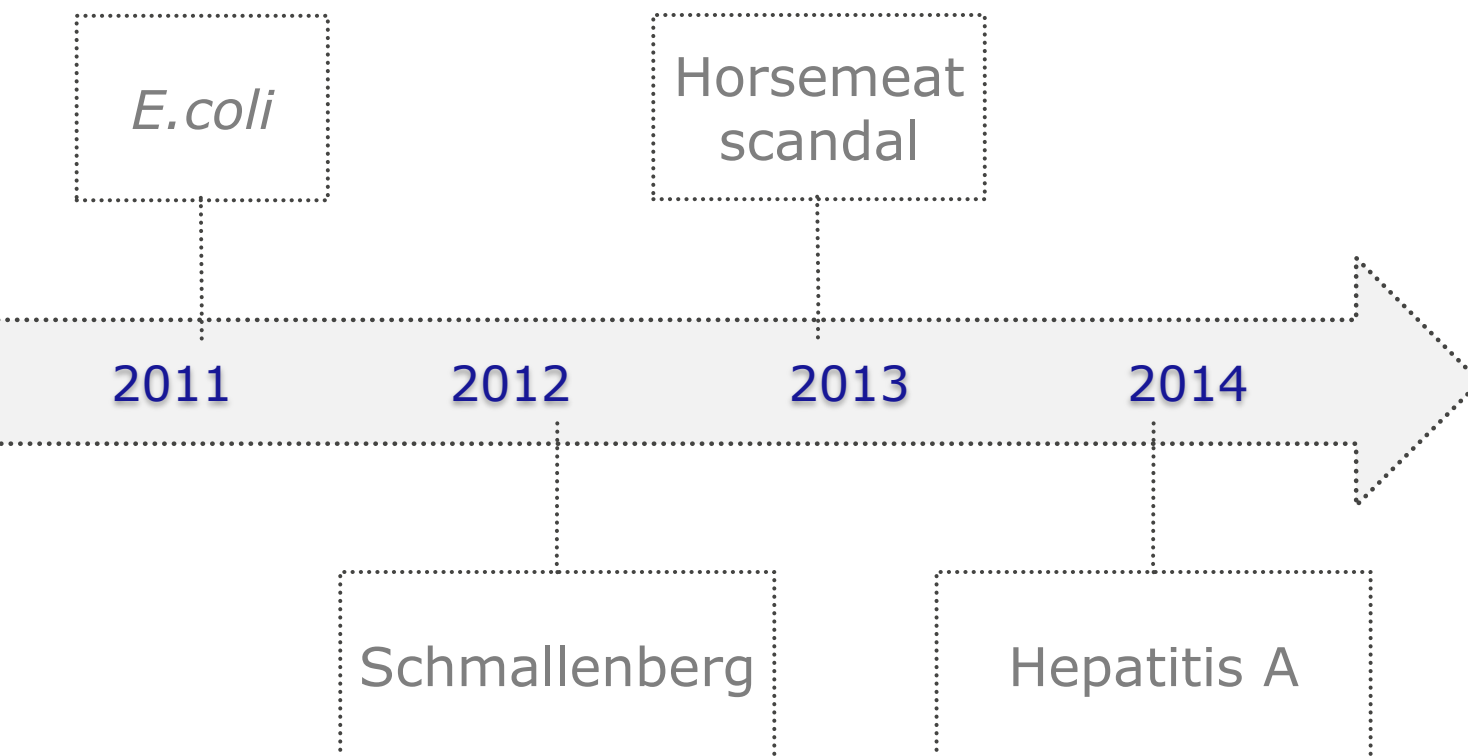 E.coli
Horsemeat
scandal
2011
2012
2013
2014
Schmallenberg
Hepatitis A